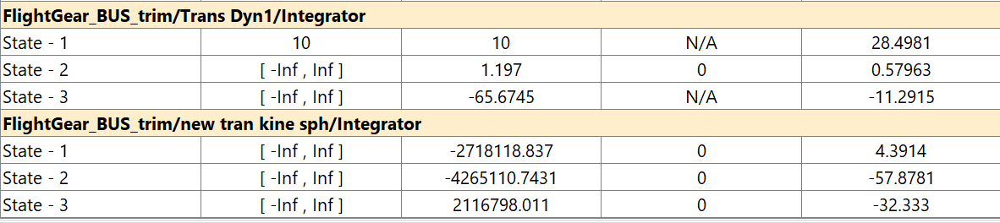 FlightGear_BUS_trim/Trans Dyn1/Integrator
State - 1 10 10 N/A 28.4981
State - 2 [ -Inf , Inf ] 1.197 0 0.57963
State - 3 [ -Inf , Inf ] -65.6745 N/A -11.2915
FlightGear_BUS_trim/new tran kine sph/Integrator
State - 1 [ -Inf , Inf ] -2718118.837 0 4.3914
State - 2 [ -Inf , Inf ] -4265110.7431 0 -57.8781
State - 3 [ -Inf , Inf ] 2116798.011 0 -32.333